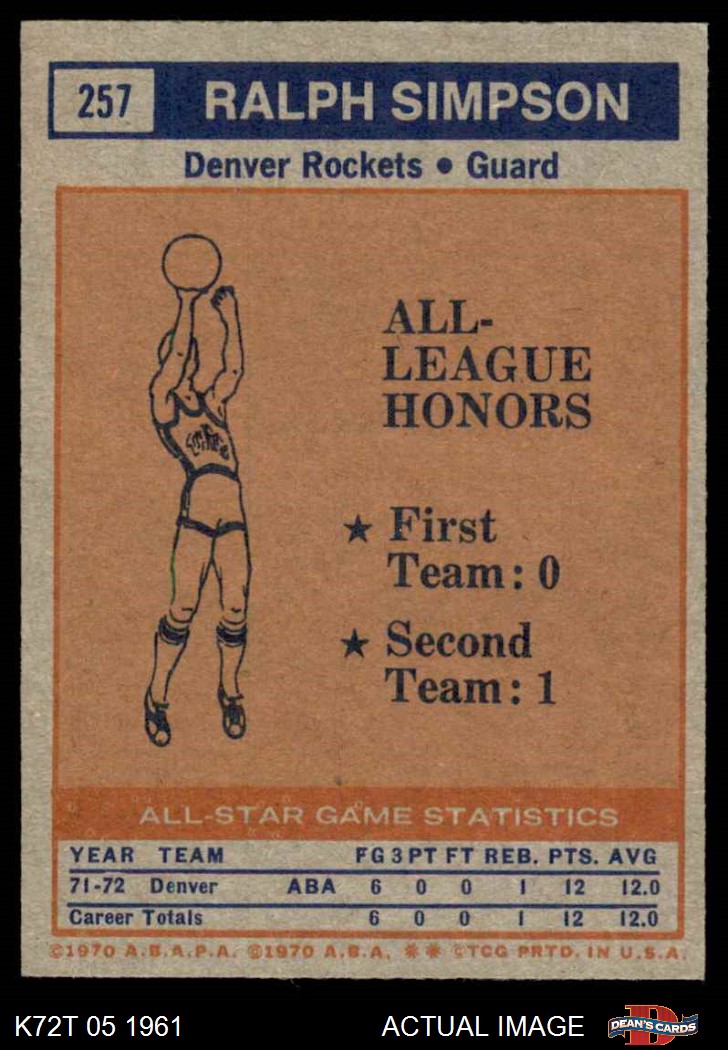 257 RALPH SIMPSON
Denver Rockets • Guard
ALL-
LEAGUE
HONORS
★ First
Team: 0
★ Second
Team: 1
ALL-STAR GAME STATISTICS
YEAR TEAM FG 3PT FT REB. PTS. AVG
71-72 Denver ABA 6 0 0 1 12 12.0
Career Totals 6 0 0 1 12 12.0
©1970 A.B.A.P.A. ©1970 A.B.A. ✱✱ ©TCG PRTD. IN U.S.A.
K72T 05 1961 ACTUAL IMAGE DEAN'S CARDS